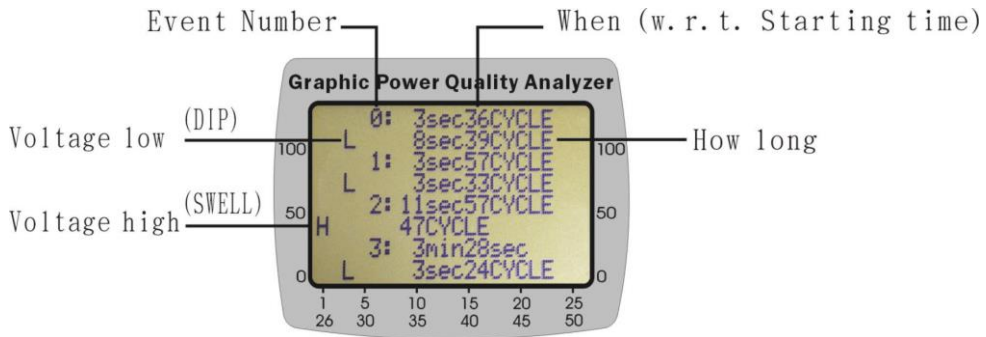 Event Number
When (w.r.t. Starting time)
Graphic Power Quality Analyzer
0: 3sec36CYCLE
Voltage low (DIP)
L 8sec39CYCLE
How long
100
100
1: 3sec57CYCLE
L 3sec33CYCLE
2: 11sec57CYCLE
Voltage high (SWELL)
50
50
H 47CYCLE
3: 3min28sec
0
0
L 3sec24CYCLE
1 5 10 15 20 25
26 30 35 40 45 50